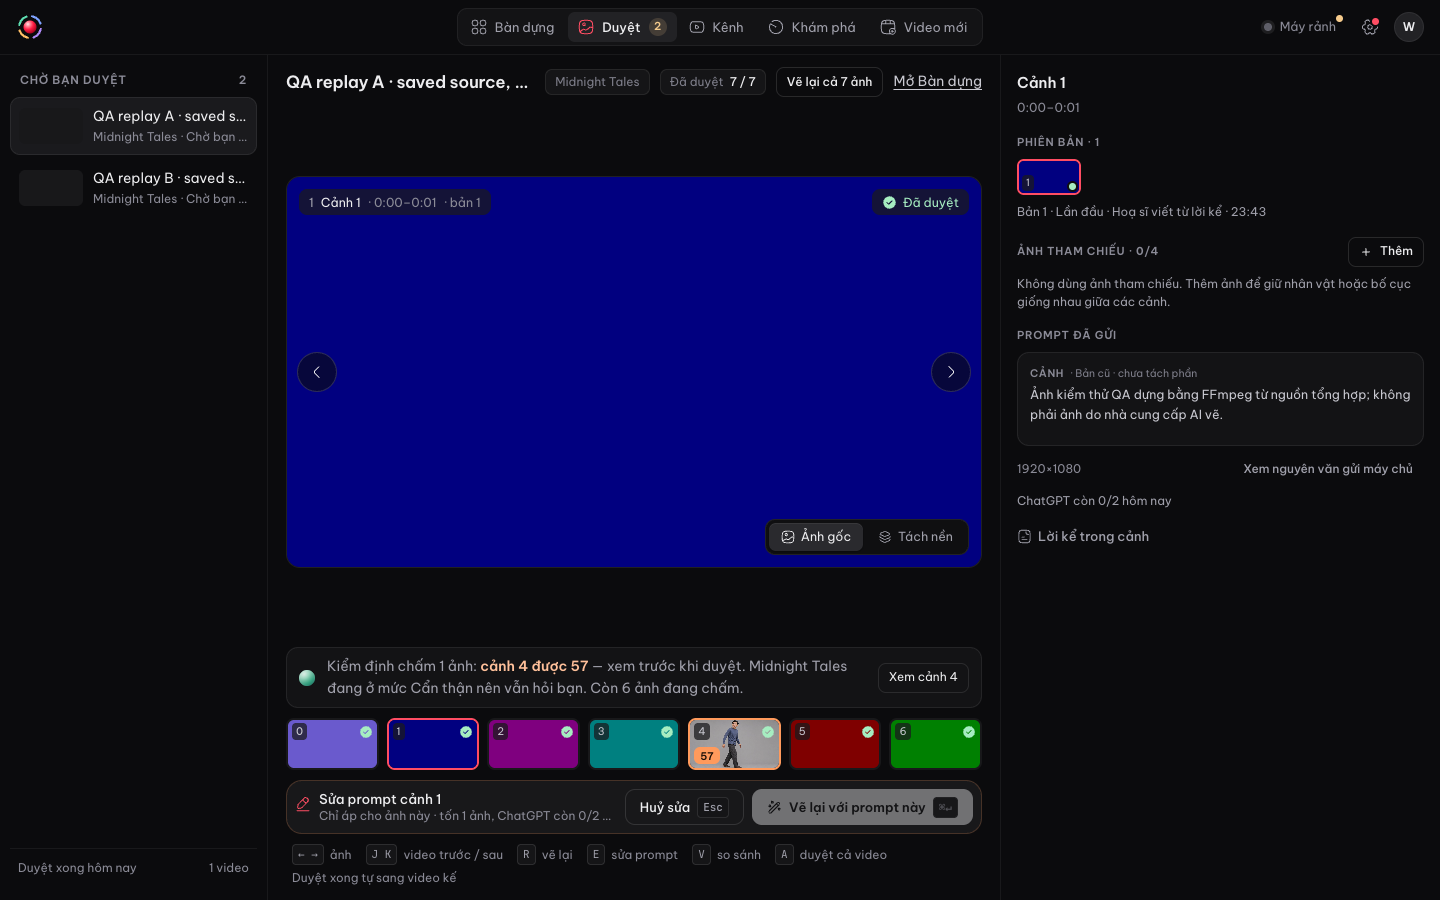 Bàn dựng
Duyệt 2
Kênh
Khám phá
Video mới
Máy rảnh
W
CHỜ BẠN DUYỆT 2
QA replay A · saved s...
Midnight Tales · Chờ bạn ...
QA replay B · saved s...
Midnight Tales · Chờ bạn ...
Duyệt xong hôm nay 1 video
QA replay A · saved source, ...
Midnight Tales
Đã duyệt 7 / 7
Vẽ lại cả 7 ảnh
Mở Bàn dựng
1 Cảnh 1 · 0:00–0:01 · bản 1
Đã duyệt
Ảnh gốc
Tách nền
Kiểm định chấm 1 ảnh: cảnh 4 được 57 — xem trước khi duyệt. Midnight Tales
đang ở mức Cẩn thận nên vẫn hỏi bạn. Còn 6 ảnh đang chấm.
Xem cảnh 4
0
1
2
3
4
57
5
6
Sửa prompt cảnh 1
Chỉ áp cho ảnh này · tốn 1 ảnh, ChatGPT còn 0/2 ...
Huỷ sửa Esc
Vẽ lại với prompt này ⌘↵
← → ảnh
J K video trước / sau
R vẽ lại
E sửa prompt
V so sánh
A duyệt cả video
Duyệt xong tự sang video kế
Cảnh 1
0:00–0:01
PHIÊN BẢN · 1
1
Bản 1 · Lần đầu · Hoạ sĩ viết từ lời kể · 23:43
ẢNH THAM CHIẾU · 0/4
+ Thêm
Không dùng ảnh tham chiếu. Thêm ảnh để giữ nhân vật hoặc bố cục
giống nhau giữa các cảnh.
PROMPT ĐÃ GỬI
CẢNH · Bản cũ · chưa tách phần
Ảnh kiểm thử QA dựng bằng FFmpeg từ nguồn tổng hợp; không
phải ảnh do nhà cung cấp AI vẽ.
1920×1080
Xem nguyên văn gửi máy chủ
ChatGPT còn 0/2 hôm nay
Lời kể trong cảnh